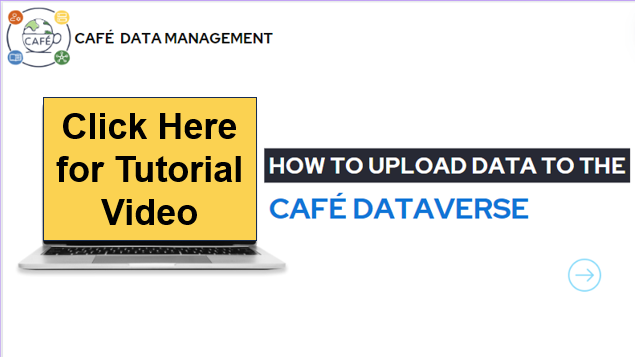 CAFÉ
CAFÉ DATA MANAGEMENT
Click Here
for Tutorial
Video
HOW TO UPLOAD DATA TO THE
CAFÉ DATAVERSE